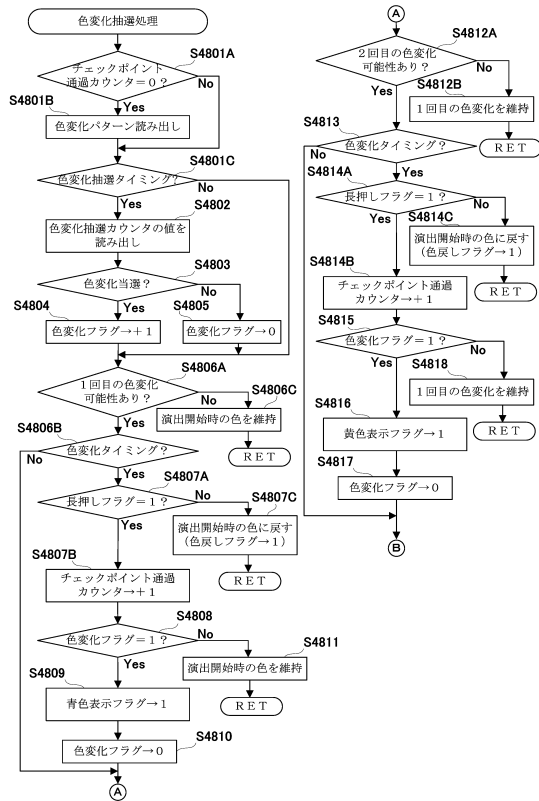 色変化抽選処理
S4801A
チェックポイント
通過カウンタ=0?
No
Yes
S4801B
色変化パターン読み出し
S4801C
色変化抽選タイミング?
No
Yes
S4802
色変化抽選カウンタの値を
読み出し
S4803
色変化当選?
No
Yes
S4804
色変化フラグ→+1
S4805
色変化フラグ→0
S4806A
1回目の色変化
可能性あり?
No
Yes
S4806C
演出開始時の色を維持
RET
S4806B
色変化タイミング?
No
Yes
S4807A
長押しフラグ=1?
No
Yes
S4807C
演出開始時の色に戻す
(色戻しフラグ→1)
RET
S4807B
チェックポイント通過
カウンター→+1
S4808
色変化フラグ=1?
No
Yes
S4811
演出開始時の色を維持
RET
S4809
青色表示フラグ→1
S4810
色変化フラグ→0
A
A
S4812A
2回目の色変化
可能性あり?
No
Yes
S4812B
1回目の色変化を維持
RET
S4813
色変化タイミング?
No
Yes
S4814A
長押しフラグ=1?
No
Yes
S4814C
演出開始時の色に戻す
(色戻しフラグ→1)
RET
S4814B
チェックポイント通過
カウンター→+1
S4815
色変化フラグ=1?
No
Yes
S4818
1回目の色変化を維持
RET
S4816
黄色表示フラグ→1
S4817
色変化フラグ→0
B